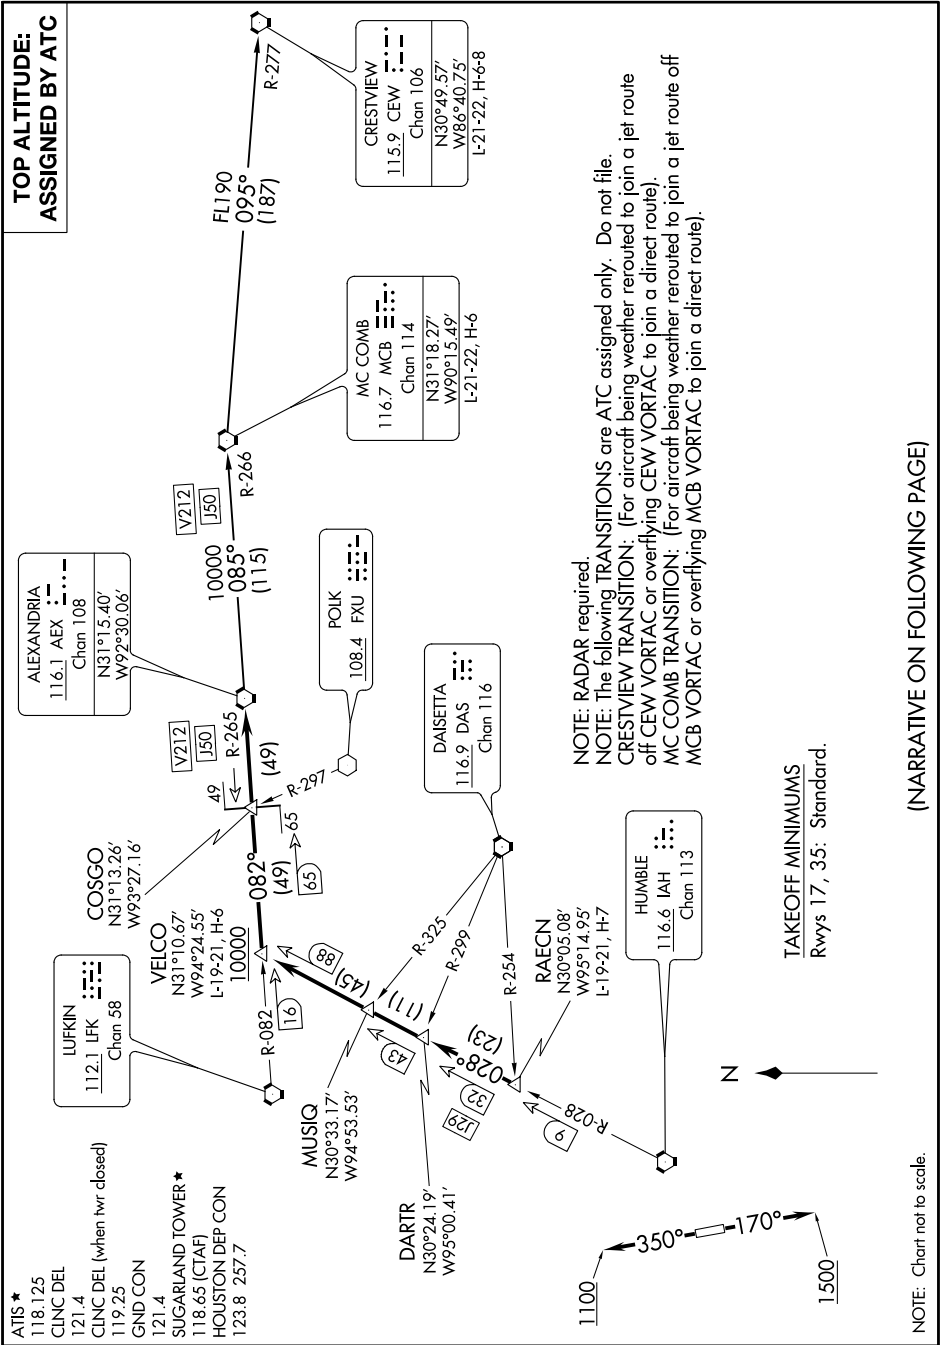 TOP ALTITUDE:
ASSIGNED BY ATC
ATIS ★
118.125
CLNC DEL
121.4
CLNC DEL (when twr closed)
119.25
GND CON
121.4
SUGARLAND TOWER ★
118.65 (CTAF)
HOUSTON DEP CON
123.8 257.7
LUFKIN
112.1 LFK
Chan 58
ALEXANDRIA
116.1 AEX
Chan 108
N31°15.40'
W92°30.06'
COSGO
N31°13.26'
W93°27.16'
VELCO
N31°10.67'
W94°24.55'
L-19-21, H-6
10000
R-082
16
082°
(49)
65
65
49
R-265
(49)
V212
J50
R-297
POLK
108.4 FXU
V212
J50
10000
085°
(115)
R-266
MC COMB
116.7 MCB
Chan 114
N31°18.27'
W90°15.49'
L-21-22, H-6
FL190
095°
(187)
R-277
CRESTVIEW
115.9 CEW
Chan 106
N30°49.57'
W86°40.75'
L-21-22, H-6-8
MUSIQ
N30°33.17'
W94°53.53'
88
(45)
43
(11)
R-325
R-299
R-254
DAISETTA
116.9 DAS
Chan 116
DARTR
N30°24.19'
W95°00.41'
028°
(23)
32
J29
9
R-028
RAECN
N30°05.08'
W95°14.95'
L-19-21, H-7
HUMBLE
116.6 IAH
Chan 113
N
1100
350°
170°
1500
NOTE: RADAR required.
NOTE: The following TRANSITIONS are ATC assigned only. Do not file.
CRESTVIEW TRANSITION: (For aircraft being weather rerouted to join a jet route
off CEW VORTAC or overflying CEW VORTAC to join a direct route).
MC COMB TRANSITION: (For aircraft being weather rerouted to join a jet route off
MCB VORTAC or overflying MCB VORTAC to join a direct route).
TAKEOFF MINIMUMS
Rwys 17, 35: Standard.
(NARRATIVE ON FOLLOWING PAGE)
NOTE: Chart not to scale.